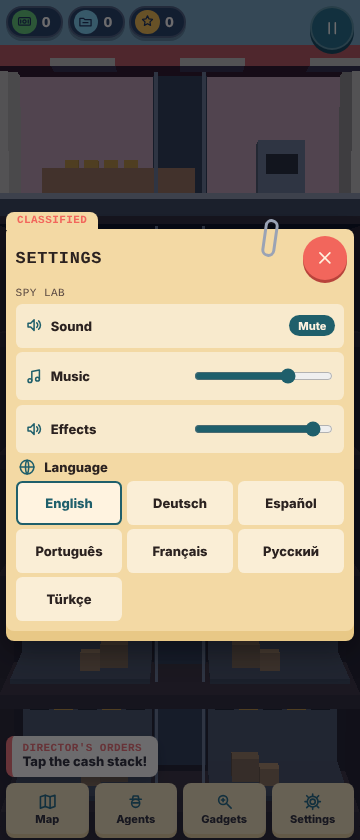 0 0 0
CLASSIFIED
SETTINGS
SPY LAB
Sound Mute
Music
Effects
Language
English Deutsch Español
Português Français Русский
Türkçe
DIRECTOR'S ORDERS
Tap the cash stack!
Map Agents Gadgets Settings